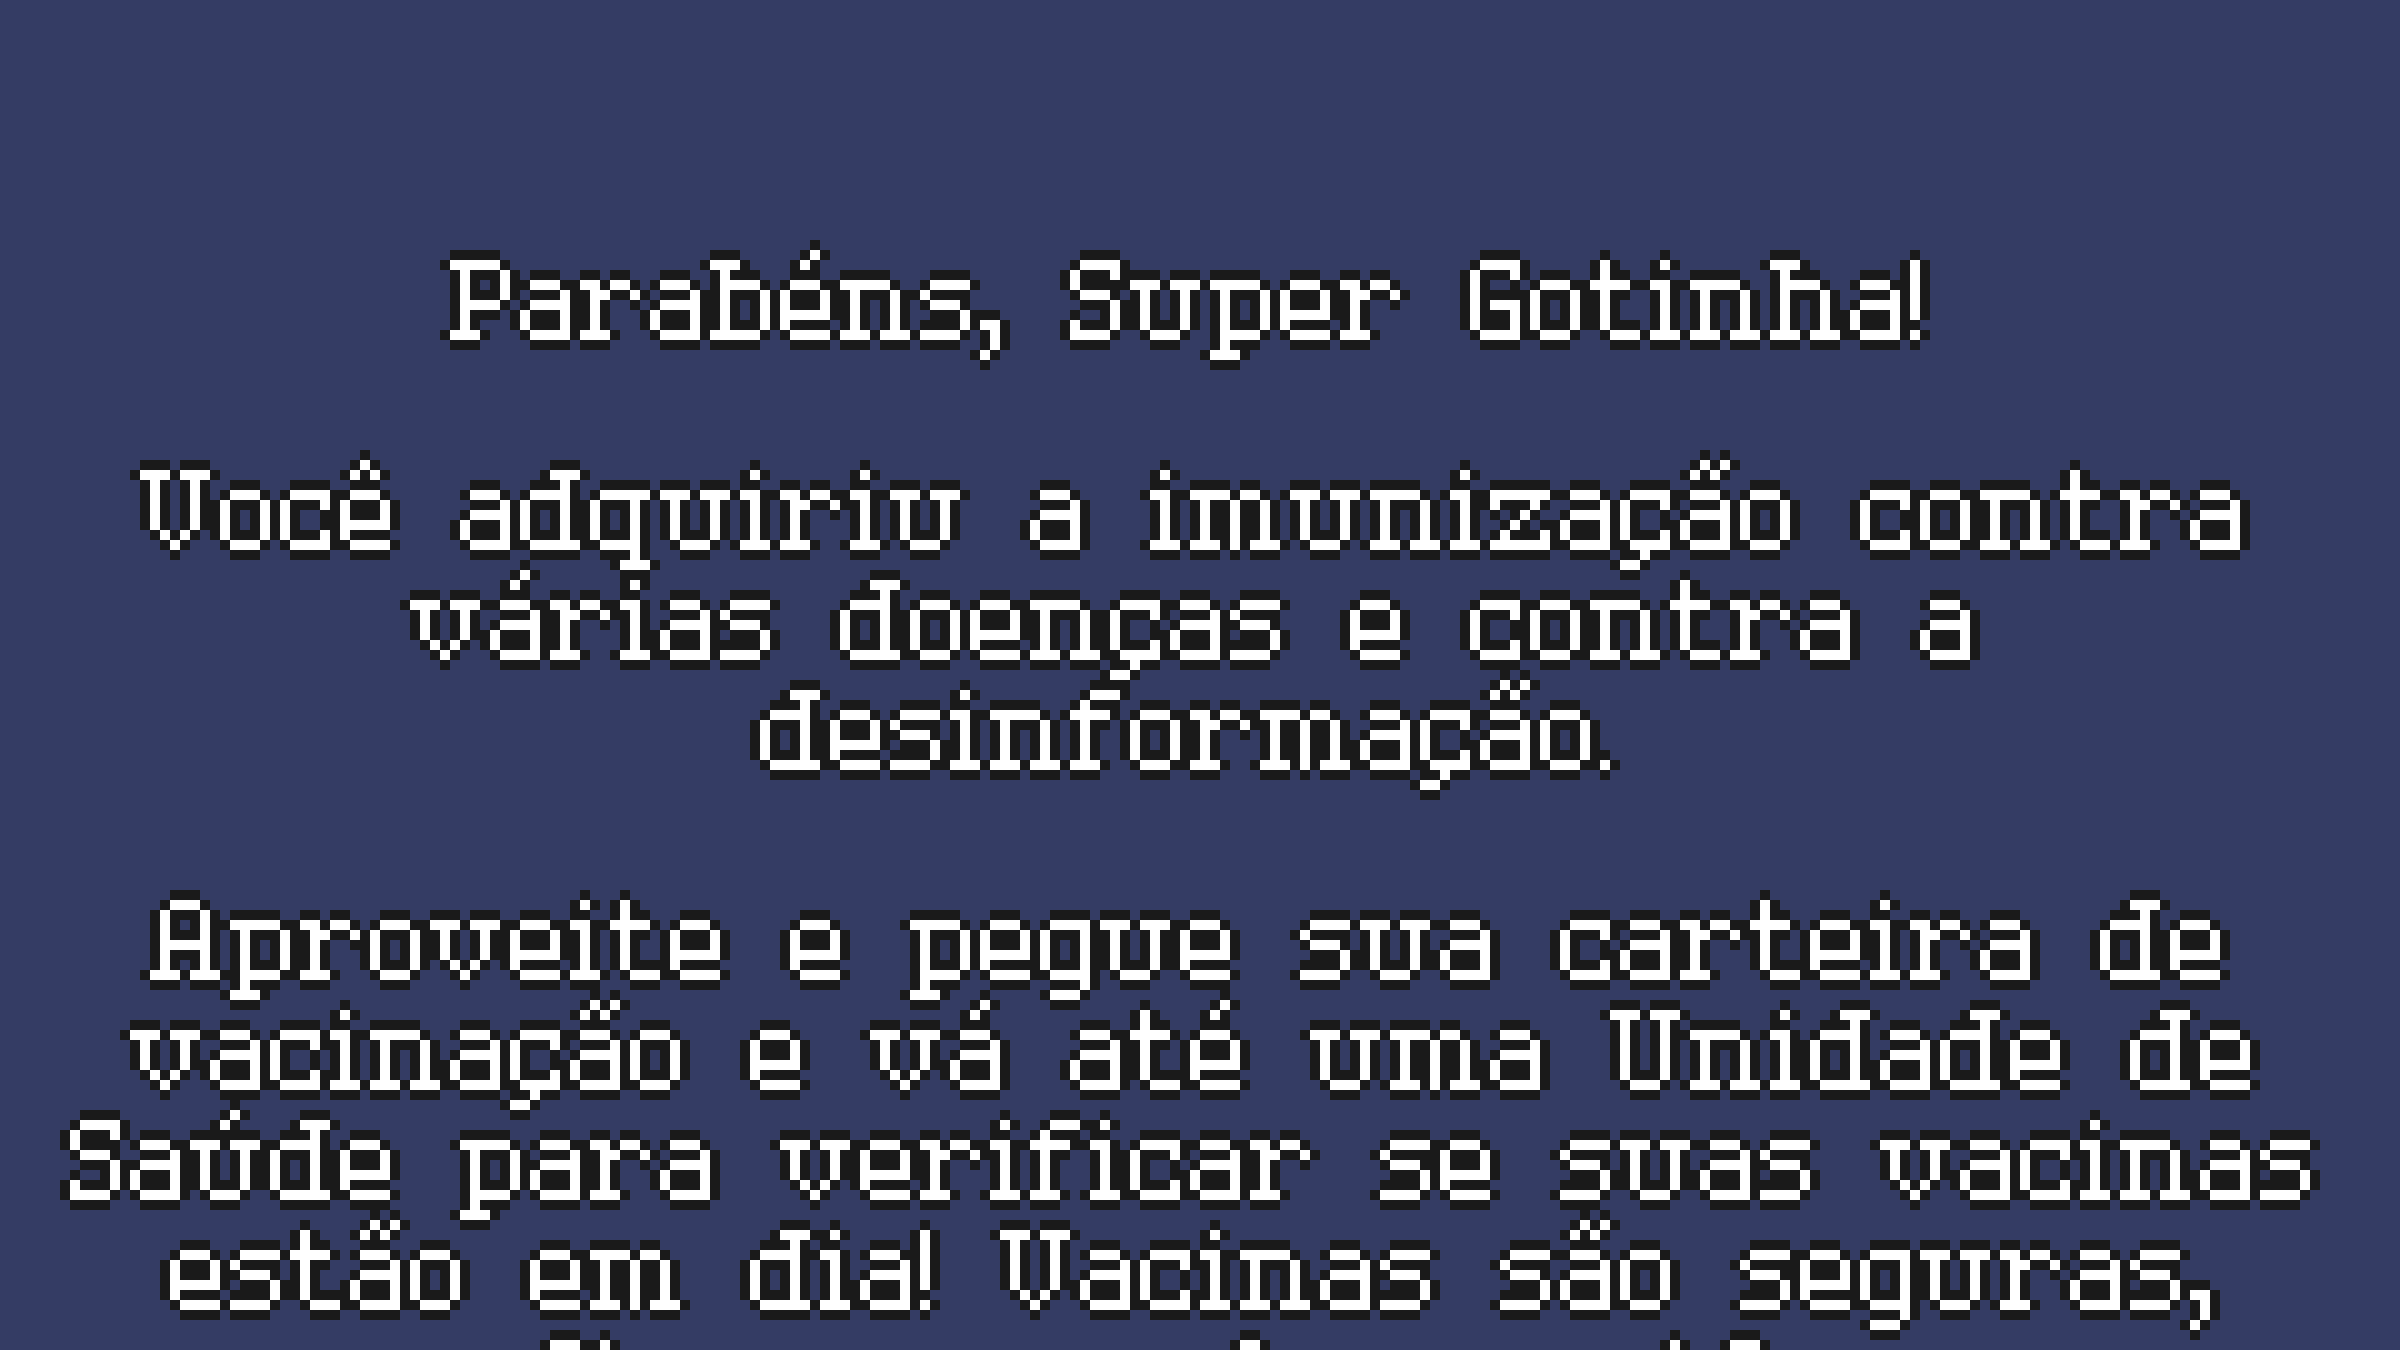 Parabéns, Super Gotinha!
Você adquiriu a imunização contra
várias doenças e contra a
desinformação.
Aproveite e pegue sua carteira de
vacinação e vá até uma Unidade de
Saúde para verificar se suas vacinas
estão em dia! Vacinas são seguras,